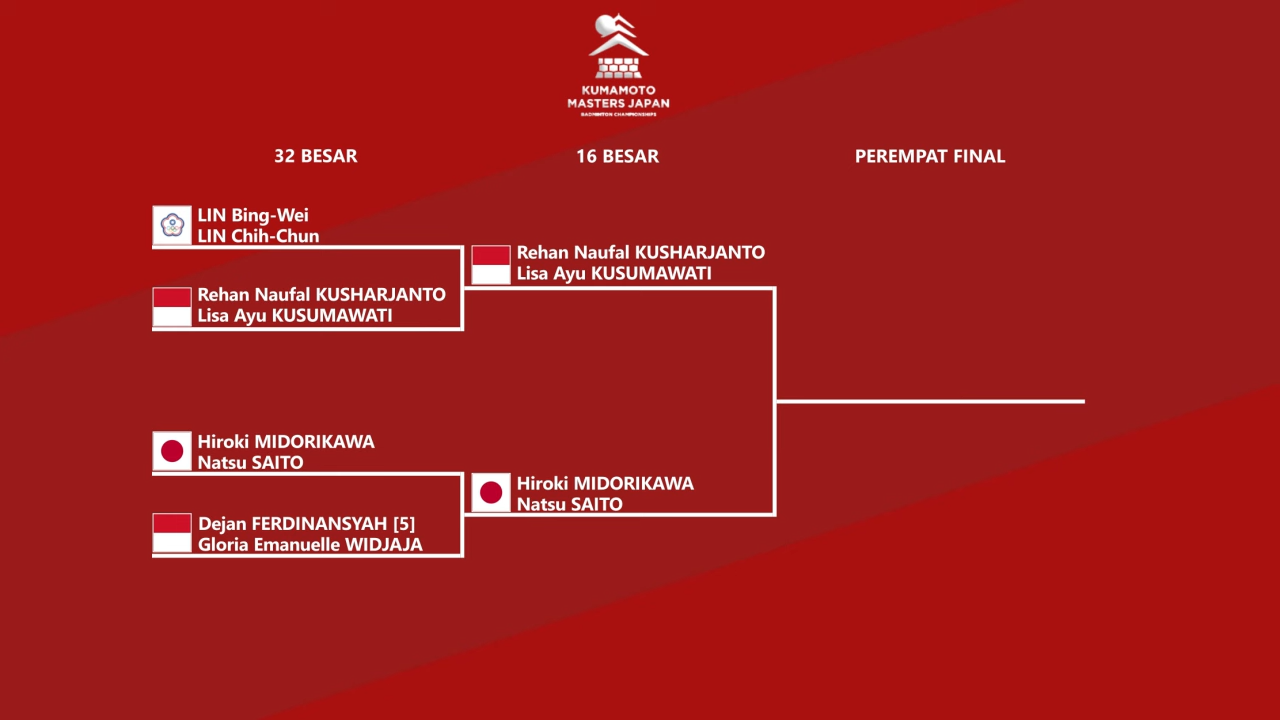 KUMAMOTO
MASTERS JAPAN
BADMINTON CHAMPIONSHIPS
32 BESAR
16 BESAR
PEREMPAT FINAL
LIN Bing-Wei
LIN Chih-Chun
Rehan Naufal KUSHARJANTO
Lisa Ayu KUSUMAWATI
Hiroki MIDORIKAWA
Natsu SAITO
Dejan FERDINANSYAH [5]
Gloria Emanuelle WIDJAJA
Rehan Naufal KUSHARJANTO
Lisa Ayu KUSUMAWATI
Hiroki MIDORIKAWA
Natsu SAITO